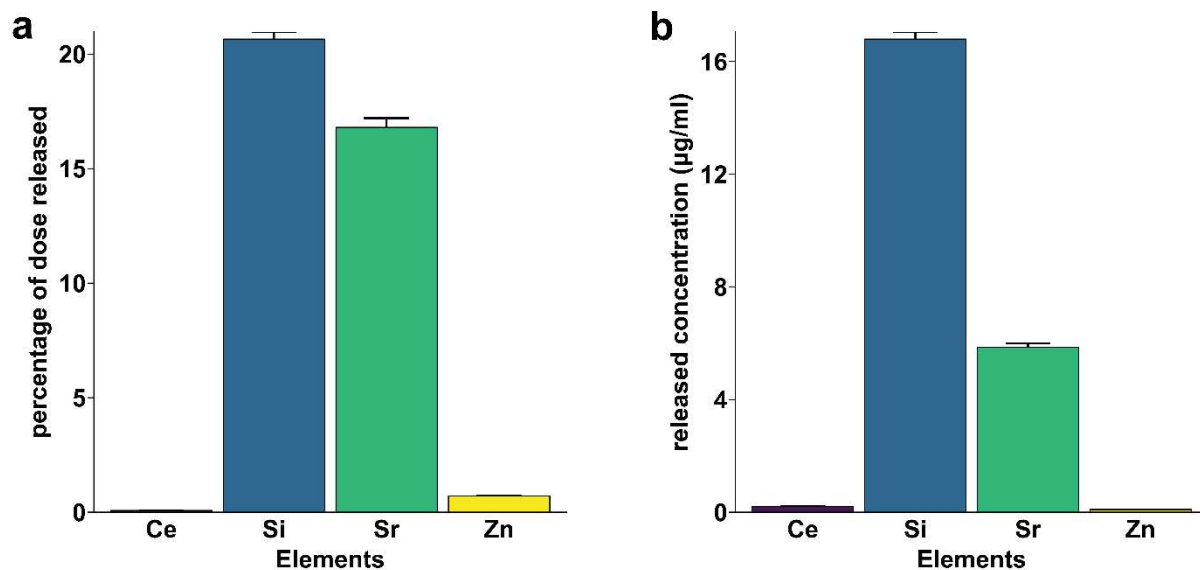 a
percentage of dose released
20
15
10
5
0
Ce Si Sr Zn
Elements
b
released concentration (µg/ml)
16
12
8
4
0
Ce Si Sr Zn
Elements